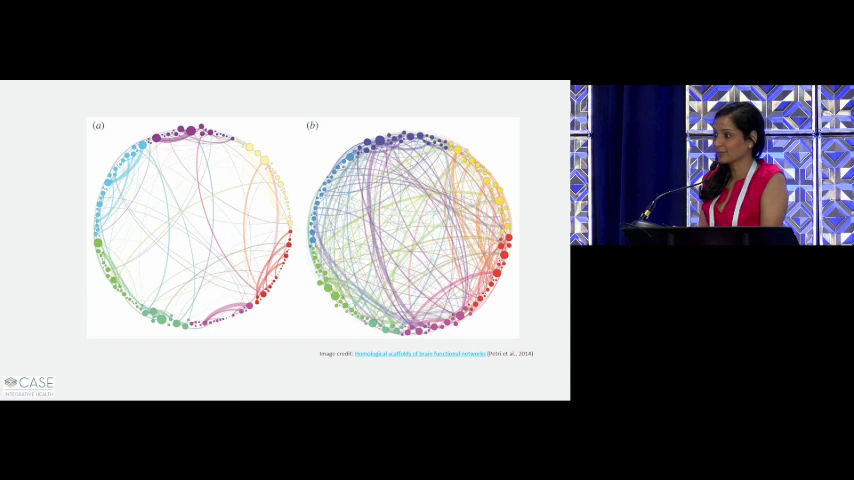 (a)
(b)
Image credit: Homological scaffolds of brain functional networks (Petri et al., 2014)
CASE
INTEGRATIVE HEALTH